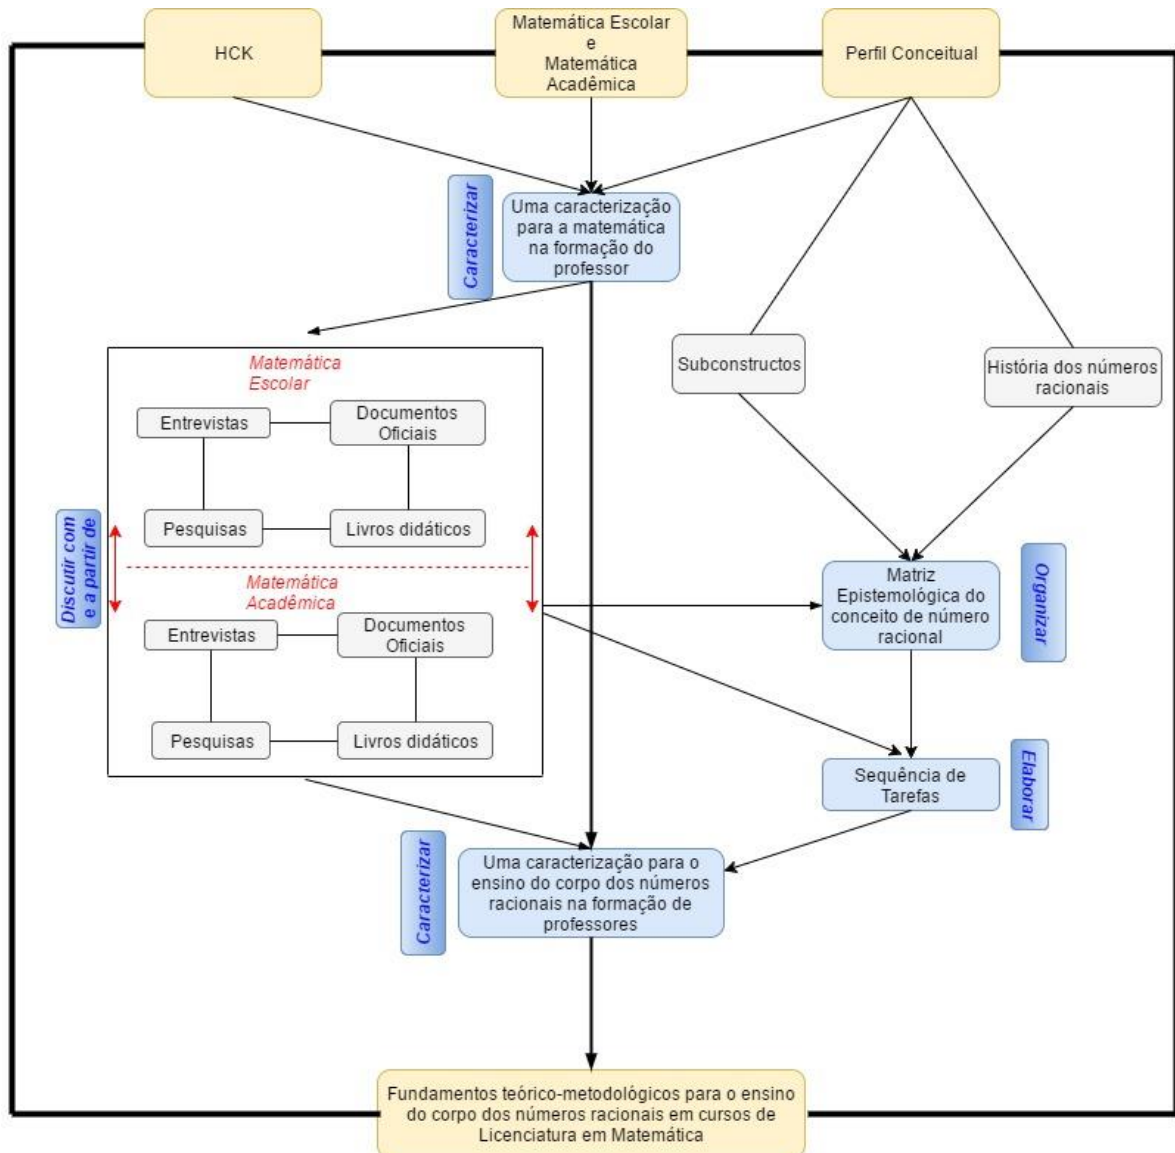 HCK
Matemática Escolar
e
Matemática
Acadêmica
Perfil Conceitual
Caracterizar
Uma caracterização
para a matemática
na formação do
professor
Subconstructos
História dos números
racionais
Matemática
Escolar
Entrevistas
Documentos
Oficiais
Pesquisas
Livros didáticos
Discutir com
e a partir de
Matemática
Acadêmica
Entrevistas
Documentos
Oficiais
Pesquisas
Livros didáticos
Matriz
Epistemológica do
conceito de número
racional
Organizar
Sequência de
Tarefas
Elaborar
Caracterizar
Uma caracterização para o
ensino do corpo dos números
racionais na formação de
professores
Fundamentos teórico-metodológicos para o ensino
do corpo dos números racionais em cursos de
Licenciatura em Matemática